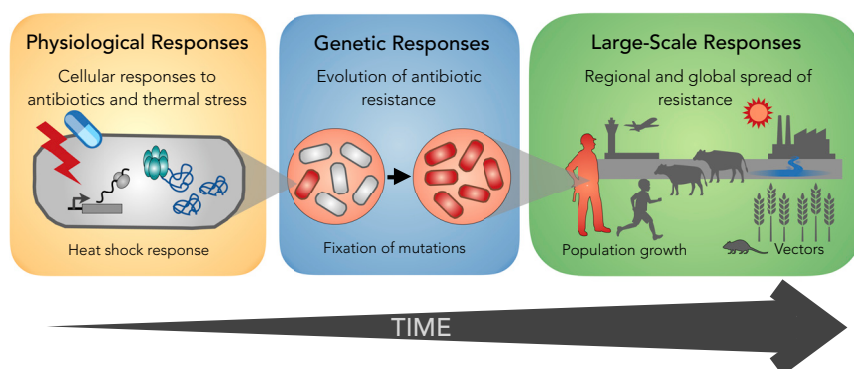 Physiological Responses
Cellular responses to
antibiotics and thermal stress
Heat shock response
Genetic Responses
Evolution of antibiotic
resistance
Fixation of mutations
Large-Scale Responses
Regional and global spread of
resistance
Population growth
Vectors
TIME